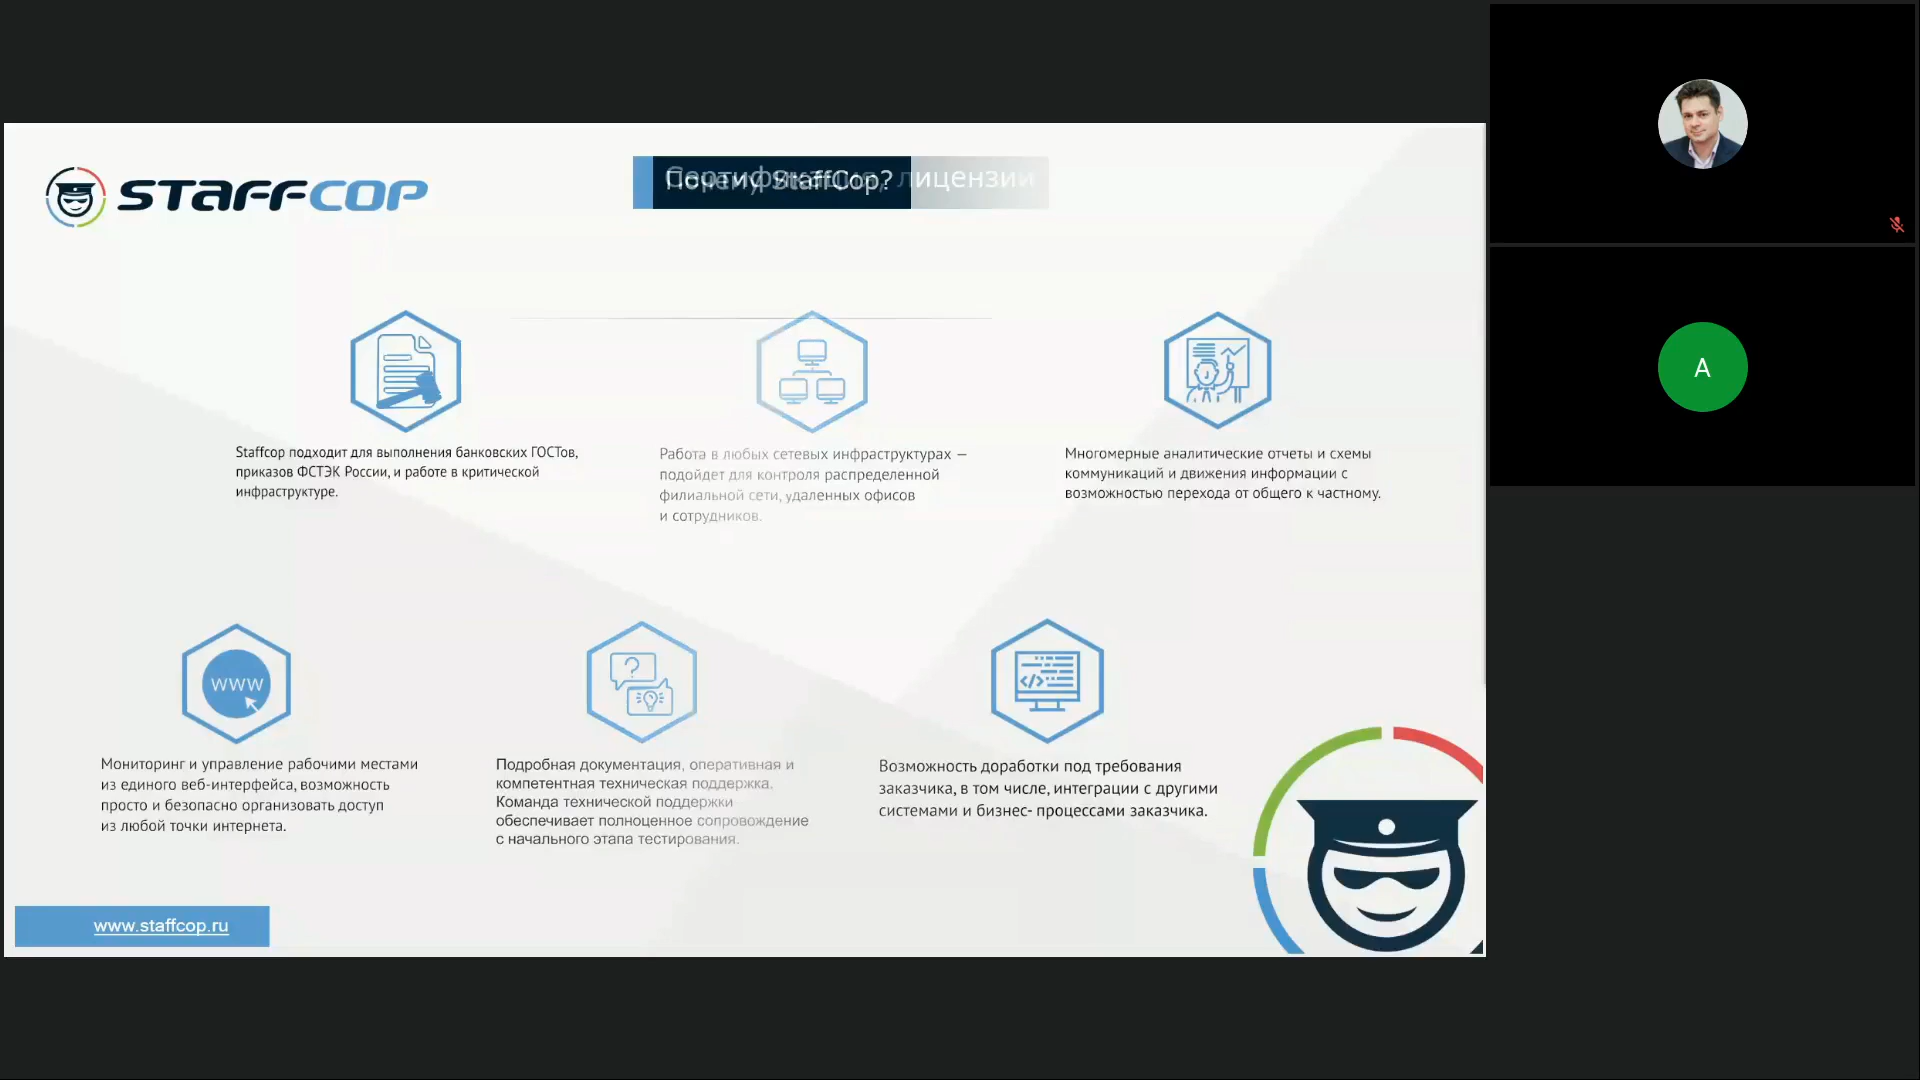 STAFFCOP
Почему StaffCop?
лицензии
Staffcop подходит для выполнения банковских ГОСТов,
приказов ФСТЭК России, и работе в критической
инфраструктуре.
Работа в любых сетевых инфраструктурах —
подойдет для контроля распределенной
филиальной сети, удаленных офисов
и сотрудников.
Многомерные аналитические отчеты и схемы
коммуникаций и движения информации с
возможностью перехода от общего к частному.
www
Мониторинг и управление рабочими местами
из единого веб-интерфейса, возможность
просто и безопасно организовать доступ
из любой точки интернета.
Подробная документация, оперативная и
компетентная техническая поддержка.
Команда технической поддержки
обеспечивает полноценное сопровождение
с начального этапа тестирования.
Возможность доработки под требования
заказчика, в том числе, интеграции с другими
системами и бизнес- процессами заказчика.
www.staffcop.ru
A